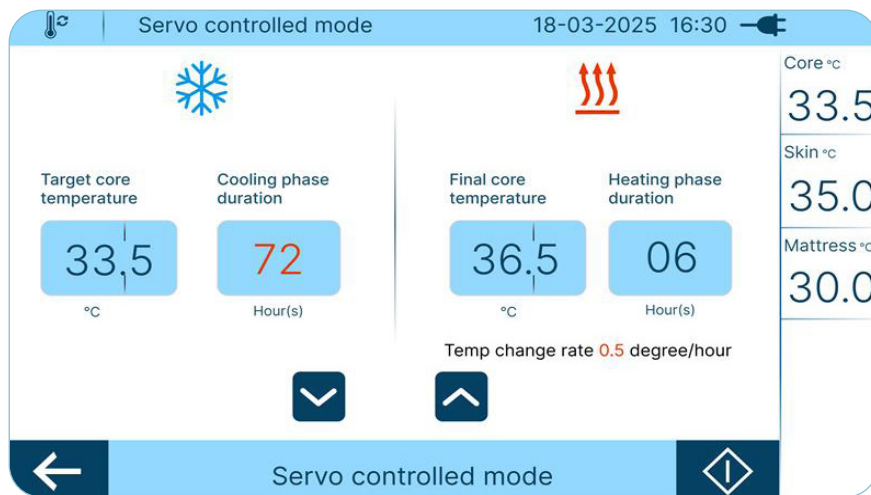 Servo controlled mode 18-03-2025 16:30
Core °C
33.5
Skin °C
35.0
Mattress °C
30.0
Target core temperature
33.5
°C
Cooling phase duration
72
Hour(s)
Final core temperature
36.5
°C
Heating phase duration
06
Hour(s)
Temp change rate 0.5 degree/hour
Servo controlled mode